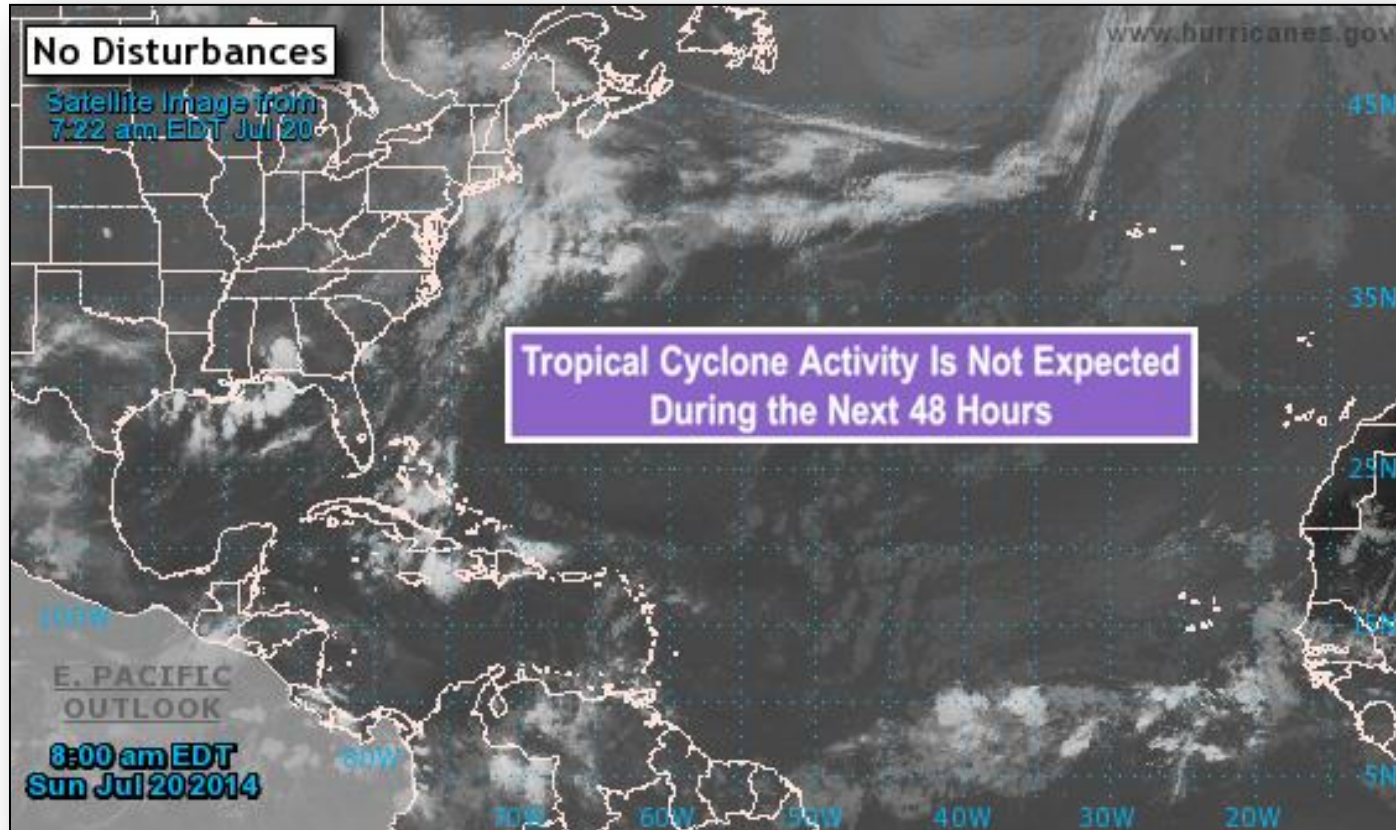 No Disturbances
www.hurricanes.gov
Satellite Image from
7:22 am EDT Jul 20
45N
35N
Tropical Cyclone Activity Is Not Expected
During the Next 48 Hours
25N
100W
15N
E. PACIFIC
OUTLOOK
8:00 am EDT
Sun Jul 20 2014
80W
5N
70W
60W
50W
40W
30W
20W